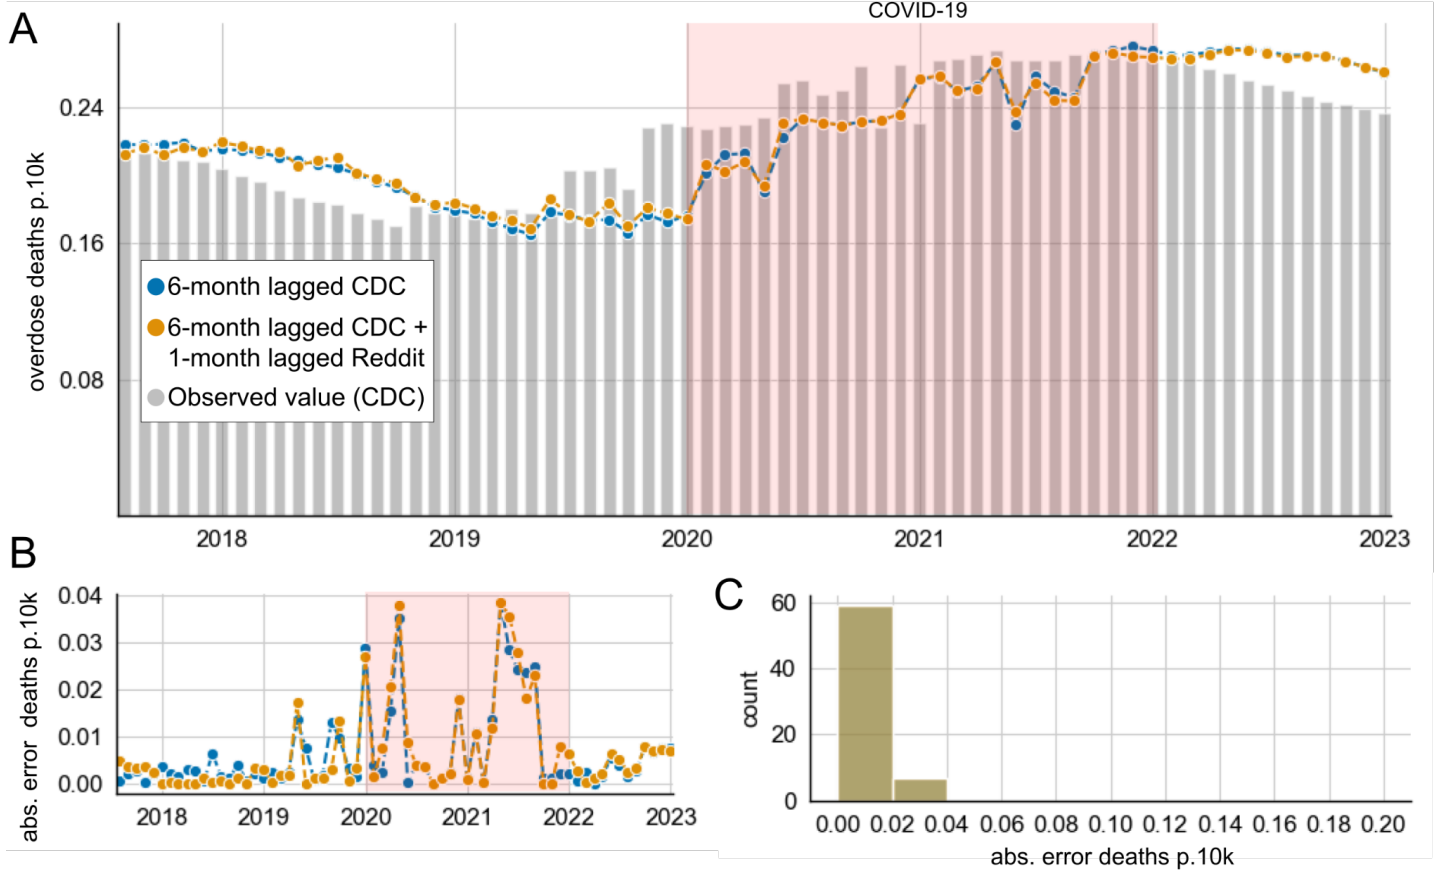 COVID-19
A
overdose deaths p.10k
0.24
0.16
0.08
6-month lagged CDC
6-month lagged CDC +
1-month lagged Reddit
Observed value (CDC)
2018 2019 2020 2021 2022 2023
B
abs. error deaths p.10k
0.04
0.03
0.02
0.01
0.00
2018 2019 2020 2021 2022 2023
C
count
60
40
20
0
0.00 0.02 0.04 0.06 0.08 0.10 0.12 0.14 0.16 0.18 0.20
abs. error deaths p.10k